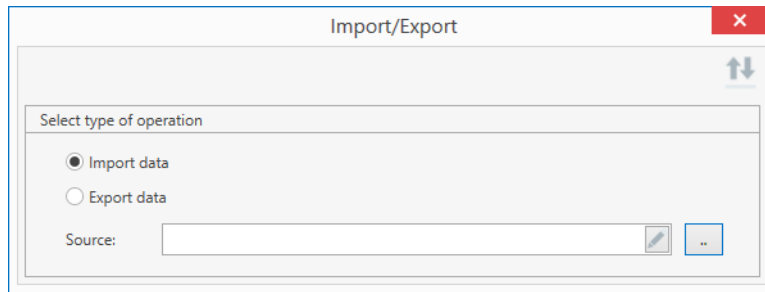 Import/Export
Select type of operation
Import data
Export data
Source:
..